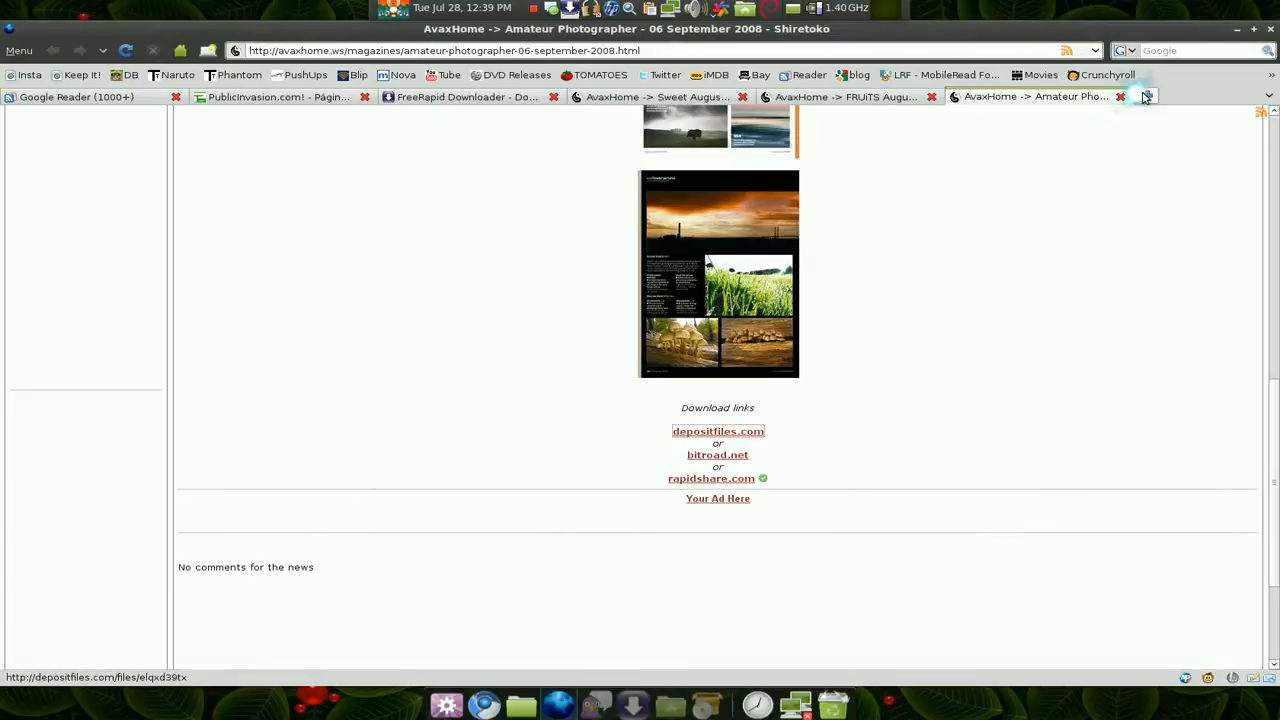 Tue Jul 28, 12:39 PM
1.40 GHz
AvaxHome -> Amateur Photographer - 06 September 2008 - Shiretoko
Menu
http://avaxhome.ws/magazines/amateur-photographer-06-september-2008.html
Google
Insta
Keep It!
DB
Naruto
Phantom
PushUps
Blip
Nova
Tube
DVD Releases
TOMATOES
Twitter
iMDB
Bay
Reader
blog
LRF - MobileRead Fo...
Movies
Crunchyroll
»
Google Reader (1000+)
PublicInvasion.com! - Págin...
FreeRapid Downloader - Do...
AvaxHome -> Sweet Augus...
AvaxHome -> FRUiTS Augu...
AvaxHome -> Amateur Pho...
Download links
depositfiles.com
or
bitroad.net
or
rapidshare.com
Your Ad Here
No comments for the news
http://depositfiles.com/files/elqxd39tx